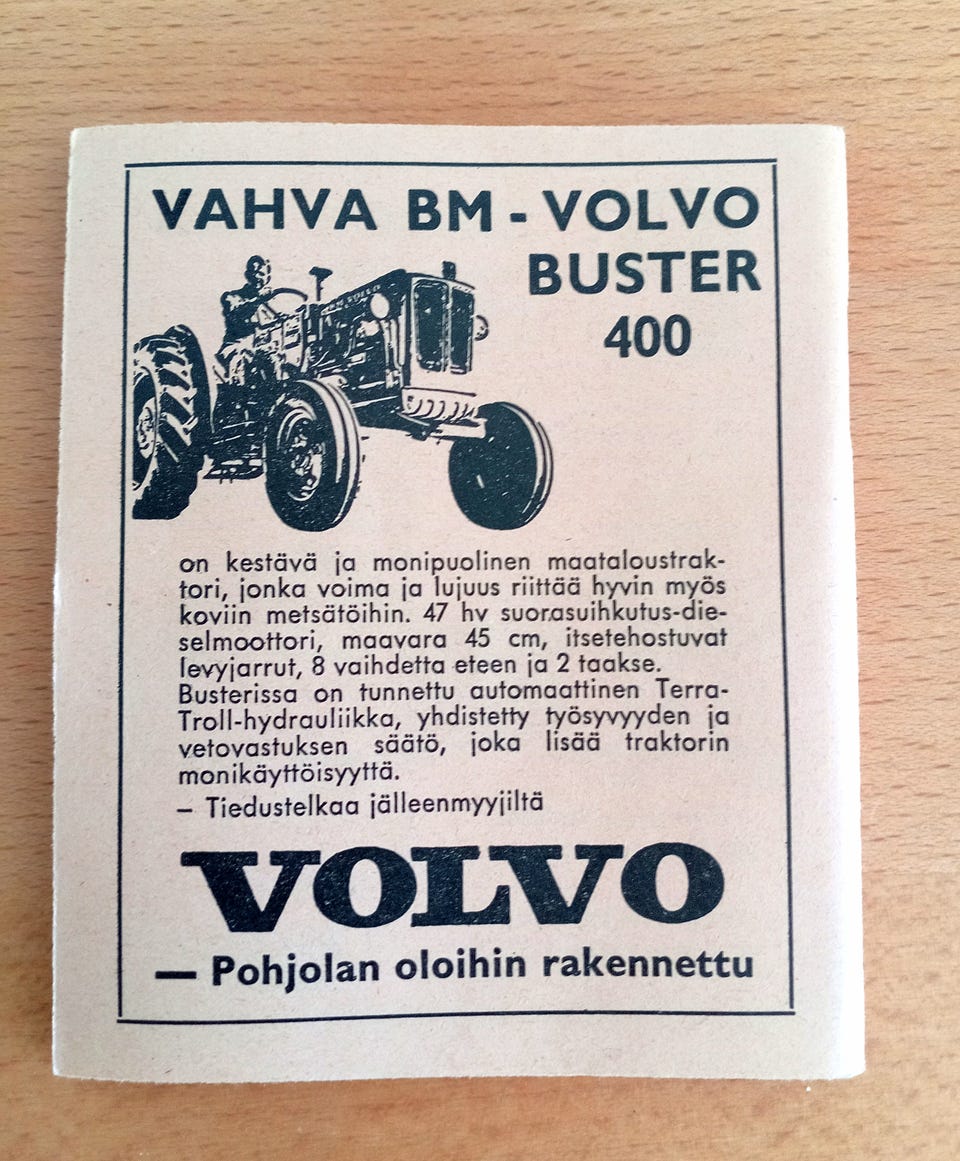 VAHVA BM - VOLVO
BUSTER
400
BM VOLVO
on kestävä ja monipuolinen maataloustrak-
tori, jonka voima ja lujuus riittää hyvin myös
koviin metsätöihin. 47 hv suorasuihkutus-die-
selmoottori, maavara 45 cm, itsetehostuvat
levyjarrut, 8 vaihdetta eteen ja 2 taakse.
Busterissa on tunnettu automaattinen Terra-
Troll-hydrauliikka, yhdistetty työsyvyyden ja
vetovastuksen säätö, joka lisää traktorin
monikäyttöisyyttä.
– Tiedustelkaa jälleenmyyjiltä
VOLVO
— Pohjolan oloihin rakennettu